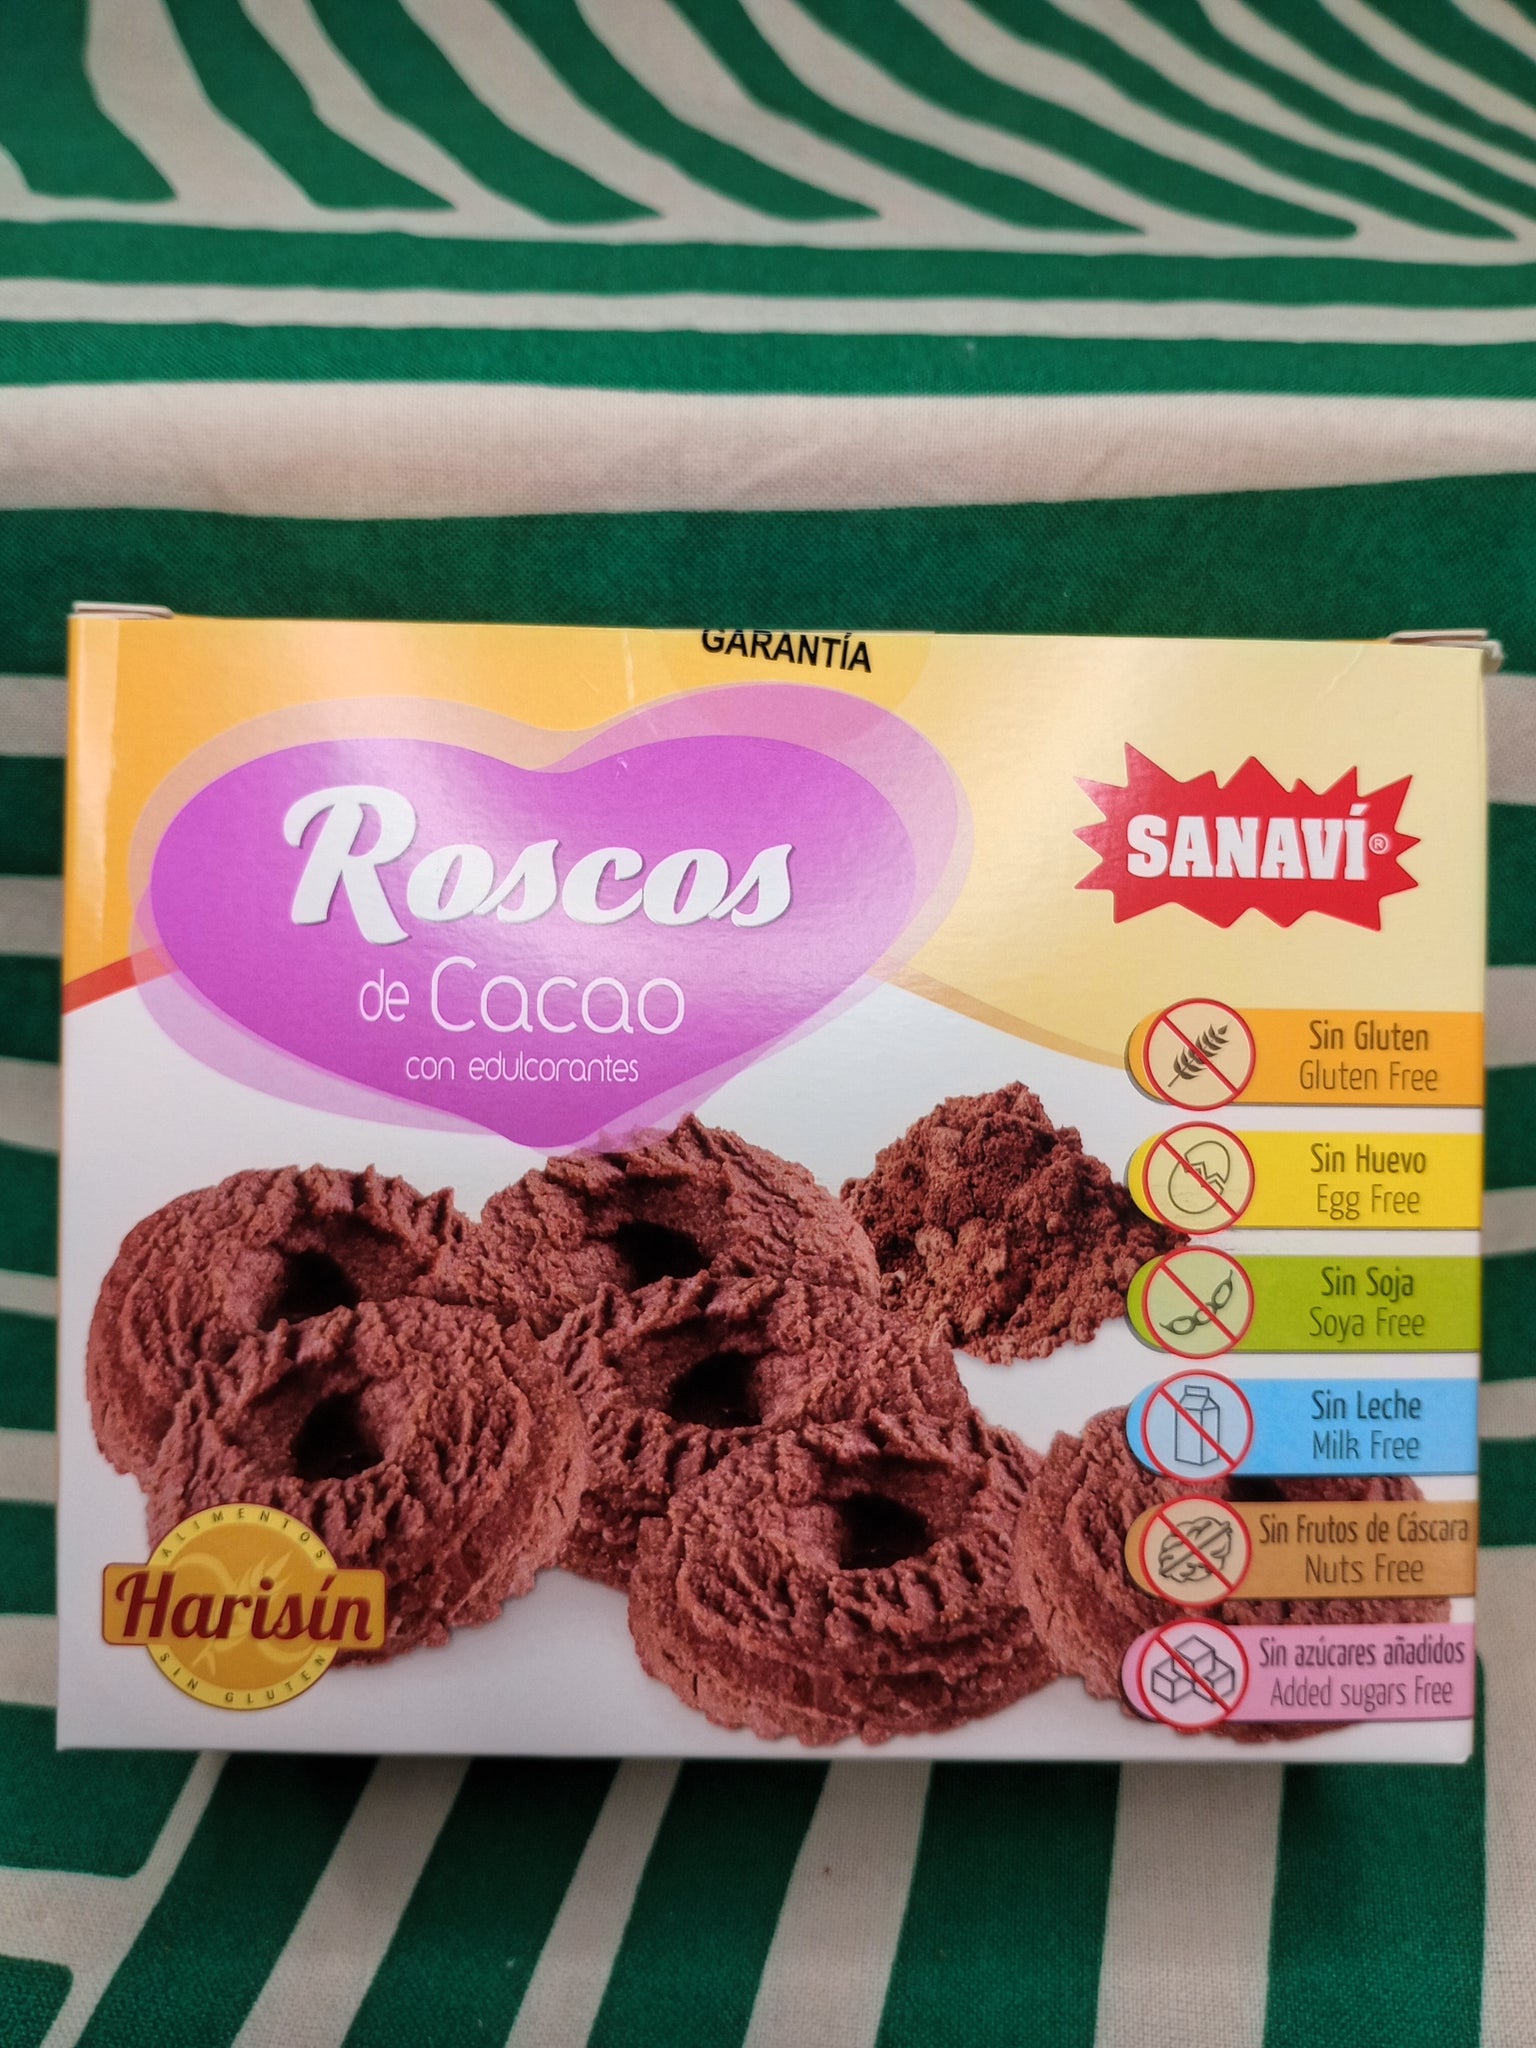 GARANTÍA
Roscos
de Cacao
con edulcorantes
SANAVÍ®
Sin Gluten
Gluten Free
Sin Huevo
Egg Free
Sin Soja
Soya Free
Sin Leche
Milk Free
Sin Frutos de Cáscara
Nuts Free
Sin azúcares añadidos
Added sugars Free
ALIMENTOS
Harisín
SIN GLUTEN